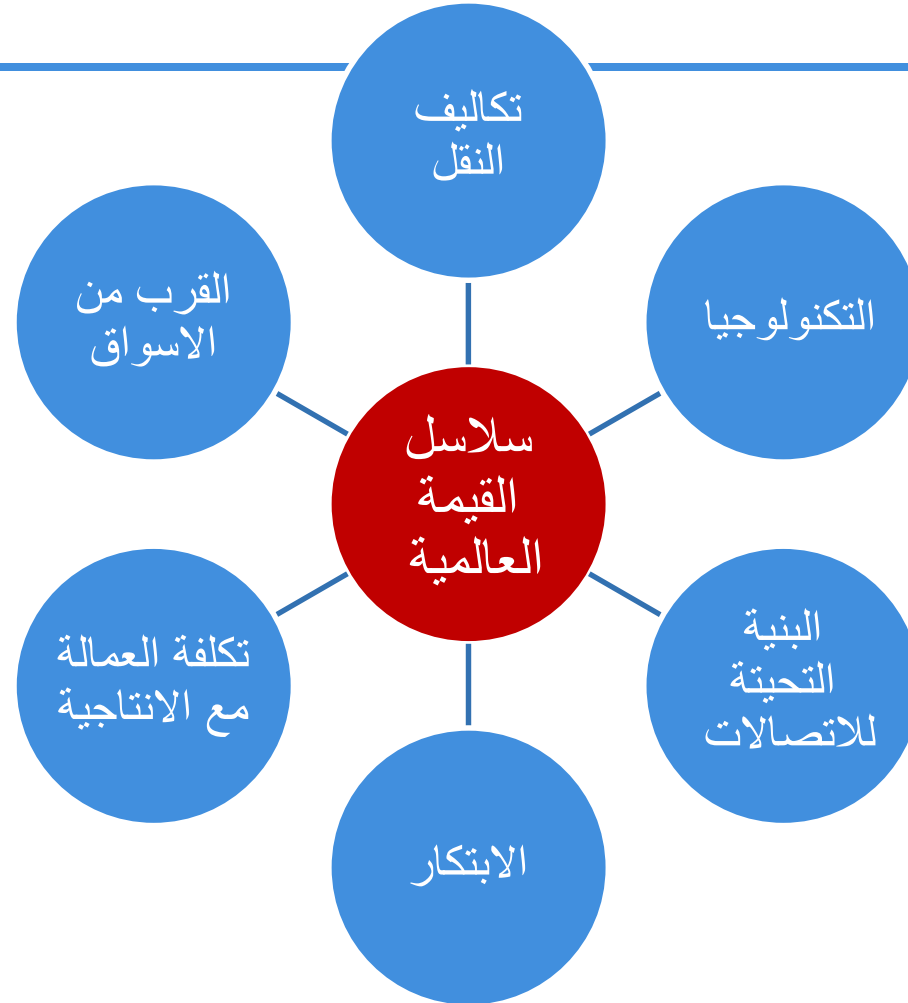 تكاليف
النقل
التكنولوجيا
البنية
التحيتة
للاتصالات
الابتكار
تكلفة العمالة
مع الانتاجية
القرب من
الاسواق
سلاسل
القيمة
العالمية